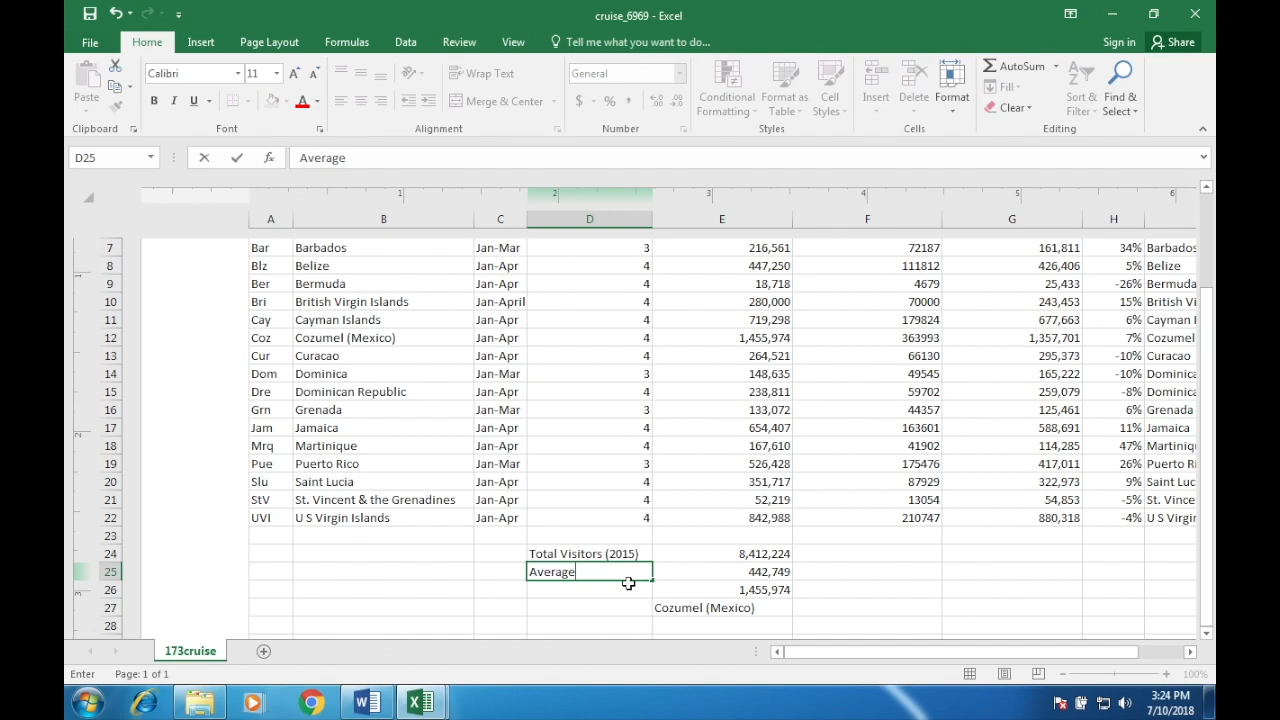 cruise_6969 - Excel
File Home Insert Page Layout Formulas Data Review View Tell me what you want to do... Sign in Share
Paste Calibri 11 Wrap Text General Conditional Formatting Format as Table Cell Styles Insert Delete Format AutoSum Fill Clear Sort & Filter Find & Select
B I U A Merge & Center $ % ,
Clipboard Font Alignment Number Styles Cells Editing
D25 fx Average
1 2 3 4 5 6
A B C D E F G H
7 Bar Barbados Jan-Mar 3 216,561 72187 161,811 34% Barbados
8 Blz Belize Jan-Apr 4 447,250 111812 426,406 5% Belize
9 Ber Bermuda Jan-Apr 4 18,718 4679 25,433 -26% Bermuda
10 Bri British Virgin Islands Jan-April 4 280,000 70000 243,453 15% British Vi
11 Cay Cayman Islands Jan-Apr 4 719,298 179824 677,663 6% Cayman
12 Coz Cozumel (Mexico) Jan-Apr 4 1,455,974 363993 1,357,701 7% Cozumel
13 Cur Curacao Jan-Apr 4 264,521 66130 295,373 -10% Curacao
14 Dom Dominica Jan-Mar 3 148,635 49545 165,222 -10% Dominica
15 Dre Dominican Republic Jan-Apr 4 238,811 59702 259,079 -8% Dominica
16 Grn Grenada Jan-Mar 3 133,072 44357 125,461 6% Grenada
17 Jam Jamaica Jan-Apr 4 654,407 163601 588,691 11% Jamaica
18 Mrq Martinique Jan-Apr 4 167,610 41902 114,285 47% Martiniq
19 Pue Puerto Rico Jan-Mar 3 526,428 175476 417,011 26% Puerto Ri
20 Slu Saint Lucia Jan-Apr 4 351,717 87929 322,973 9% Saint Luc
21 StV St. Vincent & the Grenadines Jan-Apr 4 52,219 13054 54,853 -5% St. Vince
22 UVI U S Virgin Islands Jan-Apr 4 842,988 210747 880,318 -4% U S Virgi
23
24 Total Visitors (2015) 8,412,224
25 Average 442,749
26 1,455,974
27 Cozumel (Mexico)
28
173cruise
Enter Page: 1 of 1 100%
3:24 PM
7/10/2018